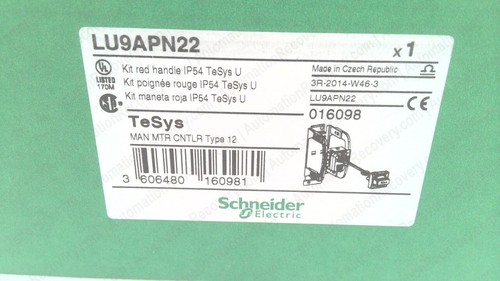 LU9APN22
x 1
UL
LISTED
170M
Kit red handle IP54 TeSys U
Kit poignée rouge IP54 TeSys U
Kit maneta roja IP54 TeSys U
Made in Czech Republic
3R-2014-W46-3
LU9APN22
CE
016098
TeSys
MAN MTR CNTLR Type 12
3 606480 160981
Schneider
Electric